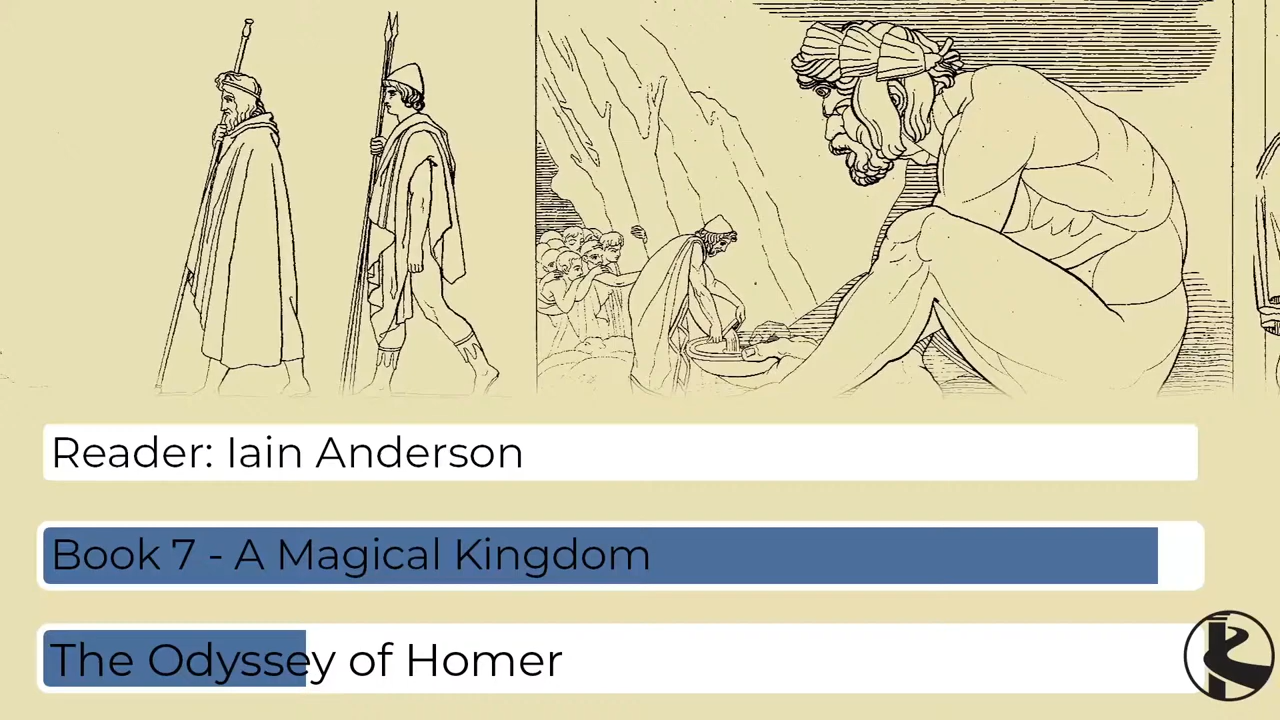 Reader: Iain Anderson
Book 7 - A Magical Kingdom
The Odyssey of Homer